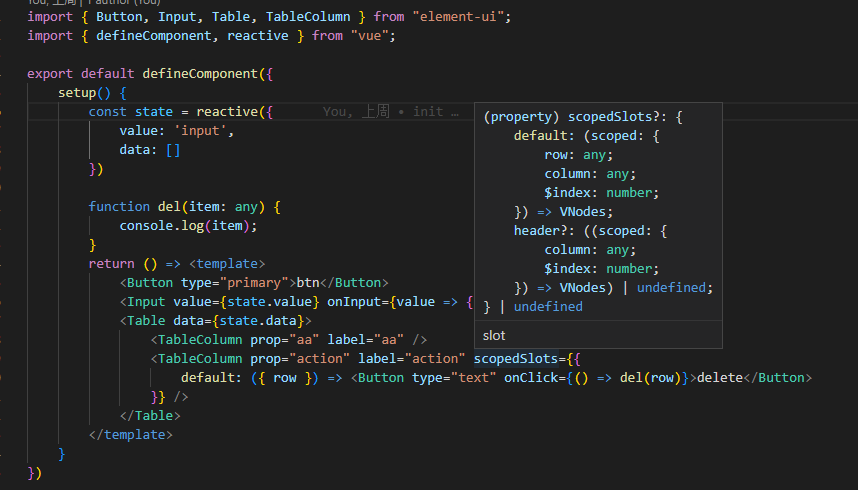 You, 上周 | 1 author (You)
import { Button, Input, Table, TableColumn } from "element-ui";
import { defineComponent, reactive } from "vue";
export default defineComponent({
setup() {
const state = reactive({ You, 上周 • init …
value: 'input',
data: []
})
function del(item: any) {
console.log(item);
}
return () => <template>
<Button type="primary">btn</Button>
<Input value={state.value} onInput={value => {
<Table data={state.data}>
<TableColumn prop="aa" label="aa" />
<TableColumn prop="action" label="action" scopedSlots={{
default: ({ row }) => <Button type="text" onClick={() => del(row)}>delete</Button>
}} />
</Table>
</template>
}
})
(property) scopedSlots?: {
default: (scoped: {
row: any;
column: any;
$index: number;
}) => VNodes;
header?: ((scoped: {
column: any;
$index: number;
}) => VNodes) | undefined;
} | undefined
slot